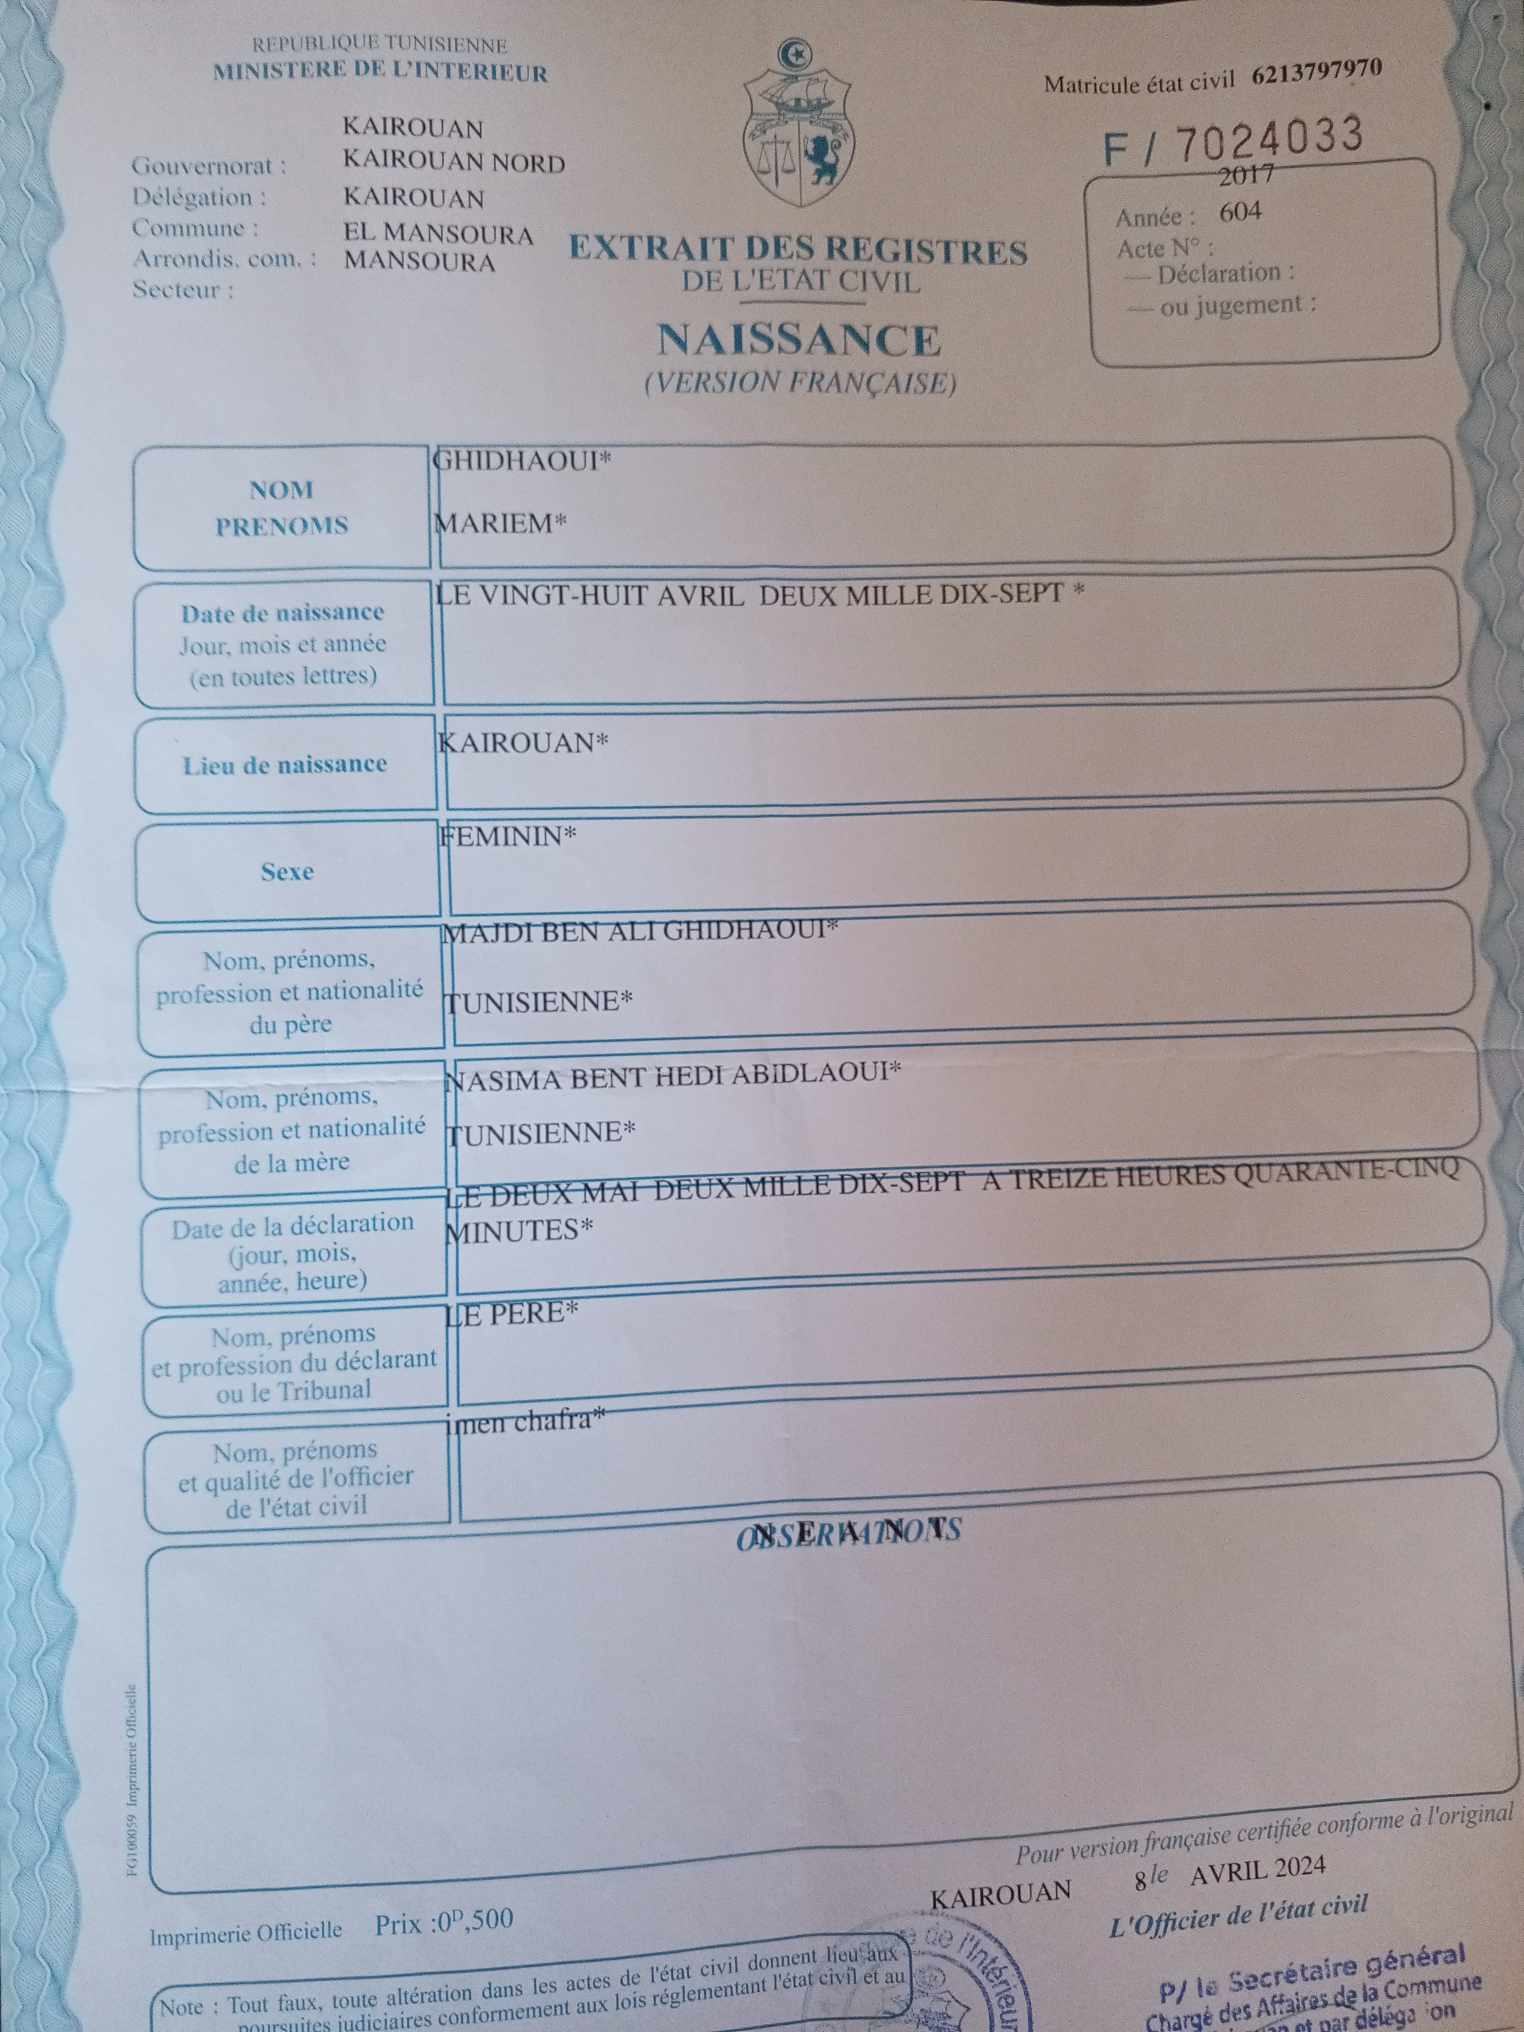 REPUBLIQUE TUNISIENNE
MINISTERE DE L'INTERIEUR
Matricule état civil 6213797970
F / 7024033
KAIROUAN
Gouvernorat : KAIROUAN NORD
Délégation : KAIROUAN
Commune : EL MANSOURA
Arrondis. com. : MANSOURA
Secteur :
2017
Année : 604
Acte N° :
— Déclaration :
— ou jugement :
EXTRAIT DES REGISTRES
DE L'ETAT CIVIL
NAISSANCE
(VERSION FRANÇAISE)
NOM GHIDHAOUI*
PRENOMS MARIEM*
Date de naissance LE VINGT-HUIT AVRIL DEUX MILLE DIX-SEPT *
Jour, mois et année
(en toutes lettres)
Lieu de naissance KAIROUAN*
Sexe FEMININ*
MAJDI BEN ALI GHIDHAOUI*
Nom, prénoms,
profession et nationalité TUNISIENNE*
du père
NASIMA BENT HEDI ABIDLAOUI*
Nom, prénoms,
profession et nationalité TUNISIENNE*
de la mère
LE DEUX MAI DEUX MILLE DIX-SEPT A TREIZE HEURES QUARANTE-CINQ
Date de la déclaration MINUTES*
(jour, mois,
année, heure)
LE PERE*
Nom, prénoms
et profession du déclarant
ou le Tribunal
imen chafra*
Nom, prénoms
et qualité de l'officier
de l'état civil
OBSERVATIONS
N E A N T
FG100059 Imprimerie Officielle
Pour version française certifiée conforme à l'original
KAIROUAN 8 le AVRIL 2024
L'Officier de l'état civil
Imprimerie Officielle Prix :0D,500
de l'Intérieur
P/ le Secrétaire général
Chargé des Affaires de la Commune
et par déléga ion
Note : Tout faux, toute altération dans les actes de l'état civil donnent lieu aux
poursuites judiciaires conformement aux lois réglementant l'état civil et au